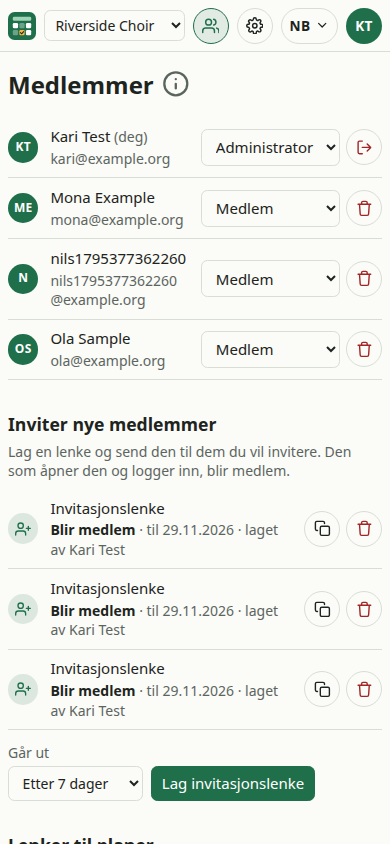 Riverside Choir
NB
KT
Medlemmer
KT
Kari Test (deg)
kari@example.org
Administrator
ME
Mona Example
mona@example.org
Medlem
N
nils1795377362260
nils1795377362260
@example.org
Medlem
OS
Ola Sample
ola@example.org
Medlem
Inviter nye medlemmer
Lag en lenke og send den til dem du vil invitere. Den
som åpner den og logger inn, blir medlem.
Invitasjonslenke
Blir medlem · til 29.11.2026 · laget
av Kari Test
Invitasjonslenke
Blir medlem · til 29.11.2026 · laget
av Kari Test
Invitasjonslenke
Blir medlem · til 29.11.2026 · laget
av Kari Test
Går ut
Etter 7 dager
Lag invitasjonslenke
Lenker til planer